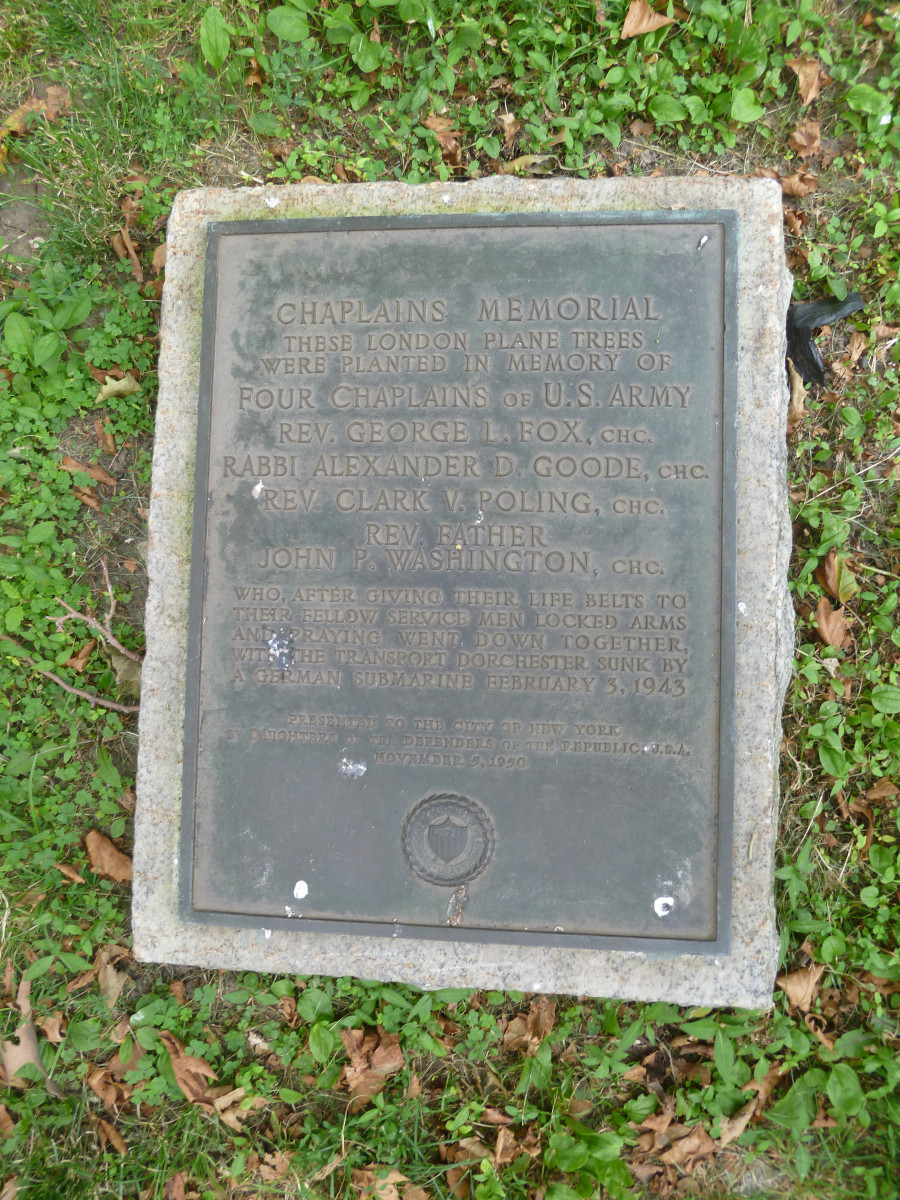 CHAPLAINS MEMORIAL
THESE LONDON PLANE TREES
WERE PLANTED IN MEMORY OF
FOUR CHAPLAINS OF U.S. ARMY
REV. GEORGE L. FOX, CHC.
RABBI ALEXANDER D. GOODE, CHC.
REV. CLARK V. POLING, CHC.
REV. FATHER
JOHN P. WASHINGTON, CHC.
WHO, AFTER GIVING THEIR LIFE BELTS TO
THEIR FELLOW SERVICE MEN LOCKED ARMS
AND PRAYING WENT DOWN TOGETHER,
WITH THE TRANSPORT DORCHESTER SUNK BY
A GERMAN SUBMARINE FEBRUARY 3, 1943
PRESENTED TO THE CITY OF NEW YORK
BY DAUGHTERS OF THE DEFENDERS OF THE REPUBLIC, U.S.A.
NOVEMBER 5, 1950